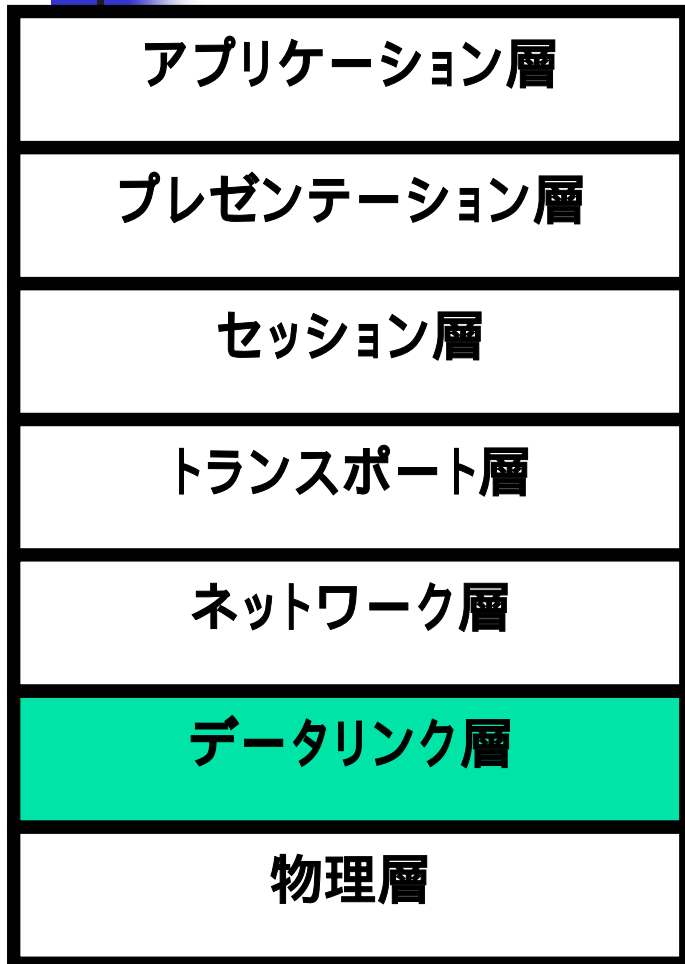 アプリケーション層
プレゼンテーション層
セッション層
トランスポート層
ネットワーク層
データリンク層
物理層